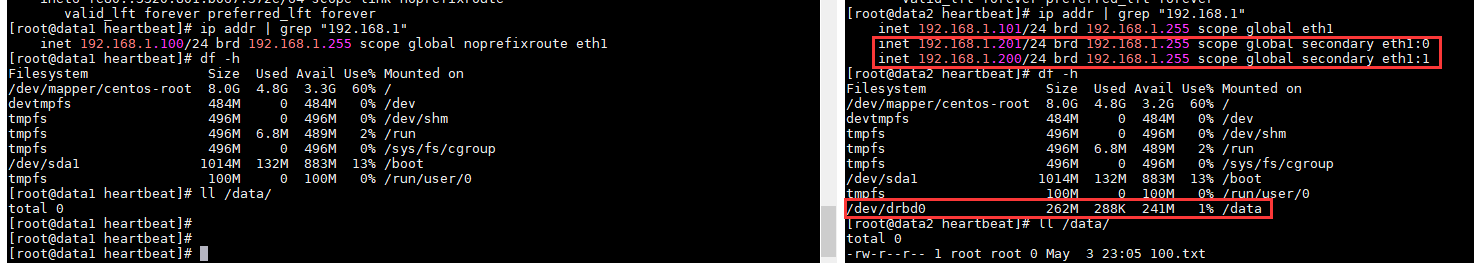 valid_lft forever preferred_lft forever
[root@data1 heartbeat]# ip addr | grep "192.168.1"
    inet 192.168.1.100/24 brd 192.168.1.255 scope global noprefixroute eth1
[root@data1 heartbeat]# df -h
Filesystem               Size  Used Avail Use% Mounted on
/dev/mapper/centos-root  8.0G  4.8G  3.3G  60% /
devtmpfs                 484M     0  484M   0% /dev
tmpfs                    496M     0  496M   0% /dev/shm
tmpfs                    496M  6.8M  489M   2% /run
tmpfs                    496M     0  496M   0% /sys/fs/cgroup
/dev/sda1               1014M  132M  883M  13% /boot
tmpfs                    100M     0  100M   0% /run/user/0
[root@data1 heartbeat]# ll /data/
total 0
[root@data1 heartbeat]#
[root@data1 heartbeat]#
[root@data1 heartbeat]#
[root@data2 heartbeat]# ip addr | grep "192.168.1"
    inet 192.168.1.101/24 brd 192.168.1.255 scope global eth1
    inet 192.168.1.201/24 brd 192.168.1.255 scope global secondary eth1:0
    inet 192.168.1.200/24 brd 192.168.1.255 scope global secondary eth1:1
[root@data2 heartbeat]# df -h
Filesystem               Size  Used Avail Use% Mounted on
/dev/mapper/centos-root  8.0G  4.8G  3.2G  60% /
devtmpfs                 484M     0  484M   0% /dev
tmpfs                    496M     0  496M   0% /dev/shm
tmpfs                    496M  6.8M  489M   2% /run
tmpfs                    496M     0  496M   0% /sys/fs/cgroup
/dev/sda1               1014M  132M  883M  13% /boot
tmpfs                    100M     0  100M   0% /run/user/0
/dev/drbd0               262M  288K  241M   1% /data
[root@data2 heartbeat]# ll /data/
total 0
-rw-r--r-- 1 root root 0 May  3 23:05 100.txt